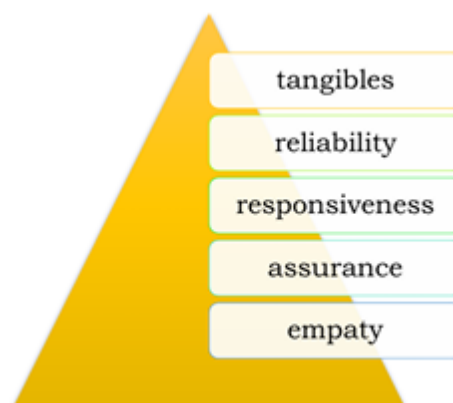 tangibles
reliability
responsiveness
assurance
empaty